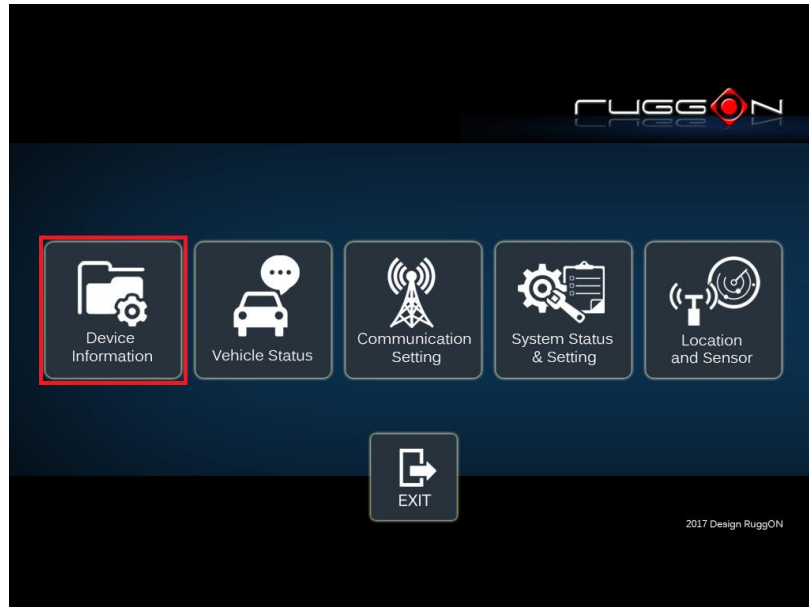 RUGGON
Device
Information
Vehicle Status
Communication
Setting
System Status
& Setting
Location
and Sensor
EXIT
2017 Design RuggON